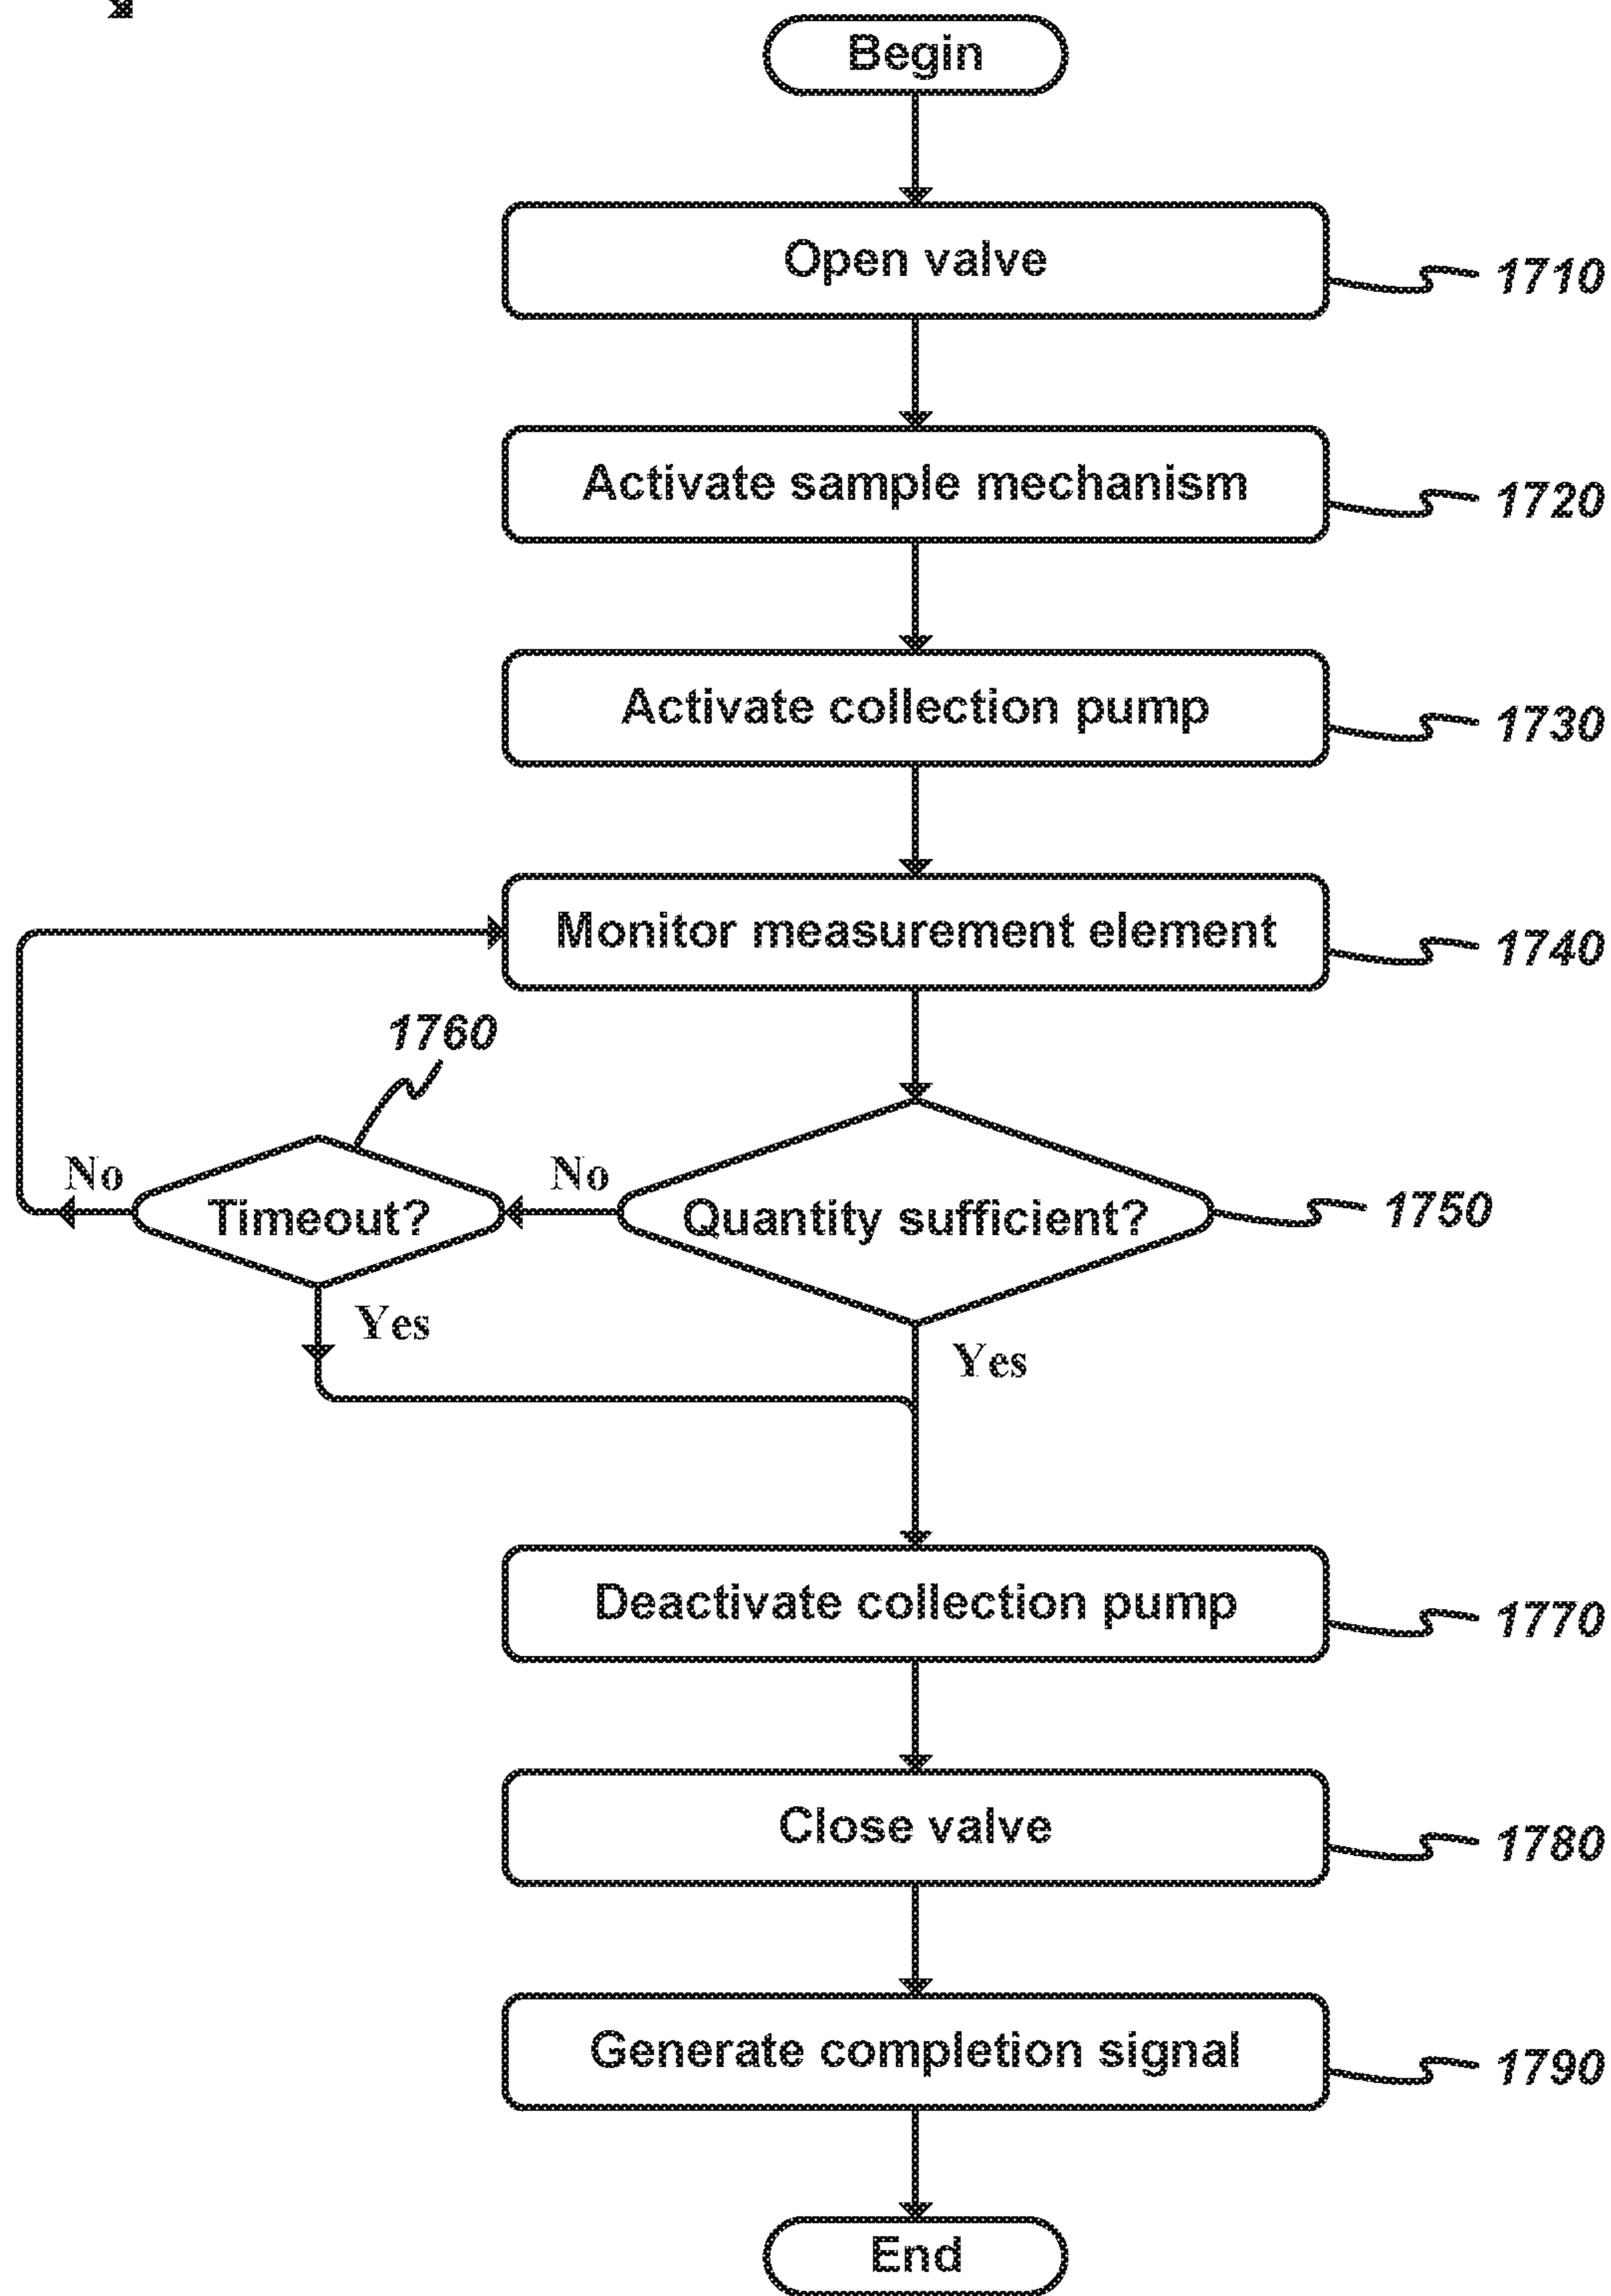 Begin
Open valve
1710
Activate sample mechanism
1720
Activate collection pump
1730
Monitor measurement element
1740
1760
No
Timeout?
No
Quantity sufficient?
1750
Yes
Yes
Deactivate collection pump
1770
Close valve
1780
Generate completion signal
1790
End